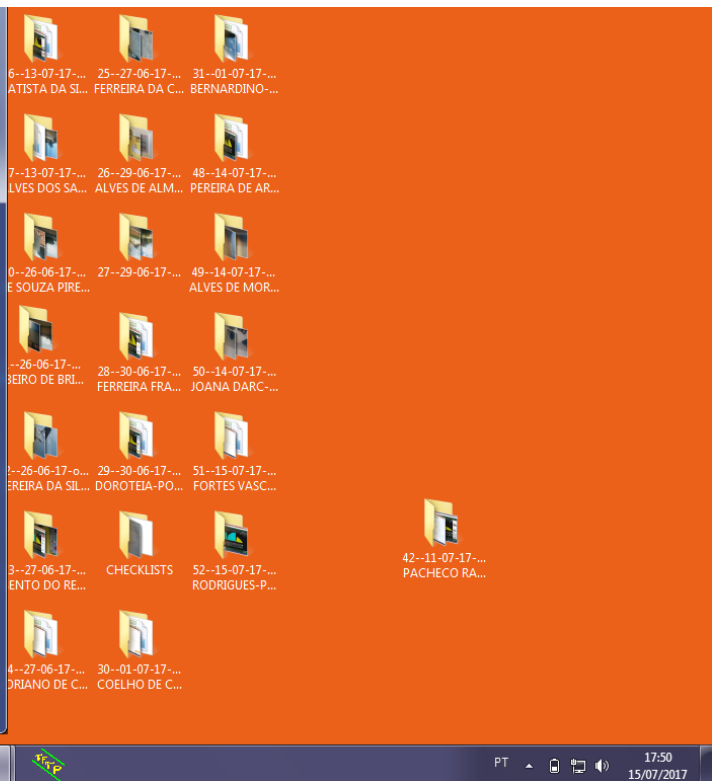 6--13-07-17-...
ATISTA DA SI...
25--27-06-17-...
FERREIRA DA C...
31--01-07-17-...
BERNARDINO-...
7--13-07-17-...
LVES DOS SA...
26--29-06-17-...
ALVES DE ALM...
48--14-07-17-...
PEREIRA DE AR...
0--26-06-17-...
E SOUZA PIRE...
27--29-06-17-...
49--14-07-17-...
ALVES DE MOR...
--26-06-17-...
BEIRO DE BRI...
28--30-06-17-...
FERREIRA FRA...
50--14-07-17-...
JOANA DARC-...
2--26-06-17-o...
EREIRA DA SIL...
29--30-06-17-...
DOROTEIA-PO...
51--15-07-17-...
FORTES VASC...
3--27-06-17-...
ENTO DO RE...
CHECKLISTS
52--15-07-17-...
RODRIGUES-P...
42--11-07-17-...
PACHECO RA...
4--27-06-17-...
ORIANO DE C...
30--01-07-17-...
COELHO DE C...
PT
17:50
15/07/2017